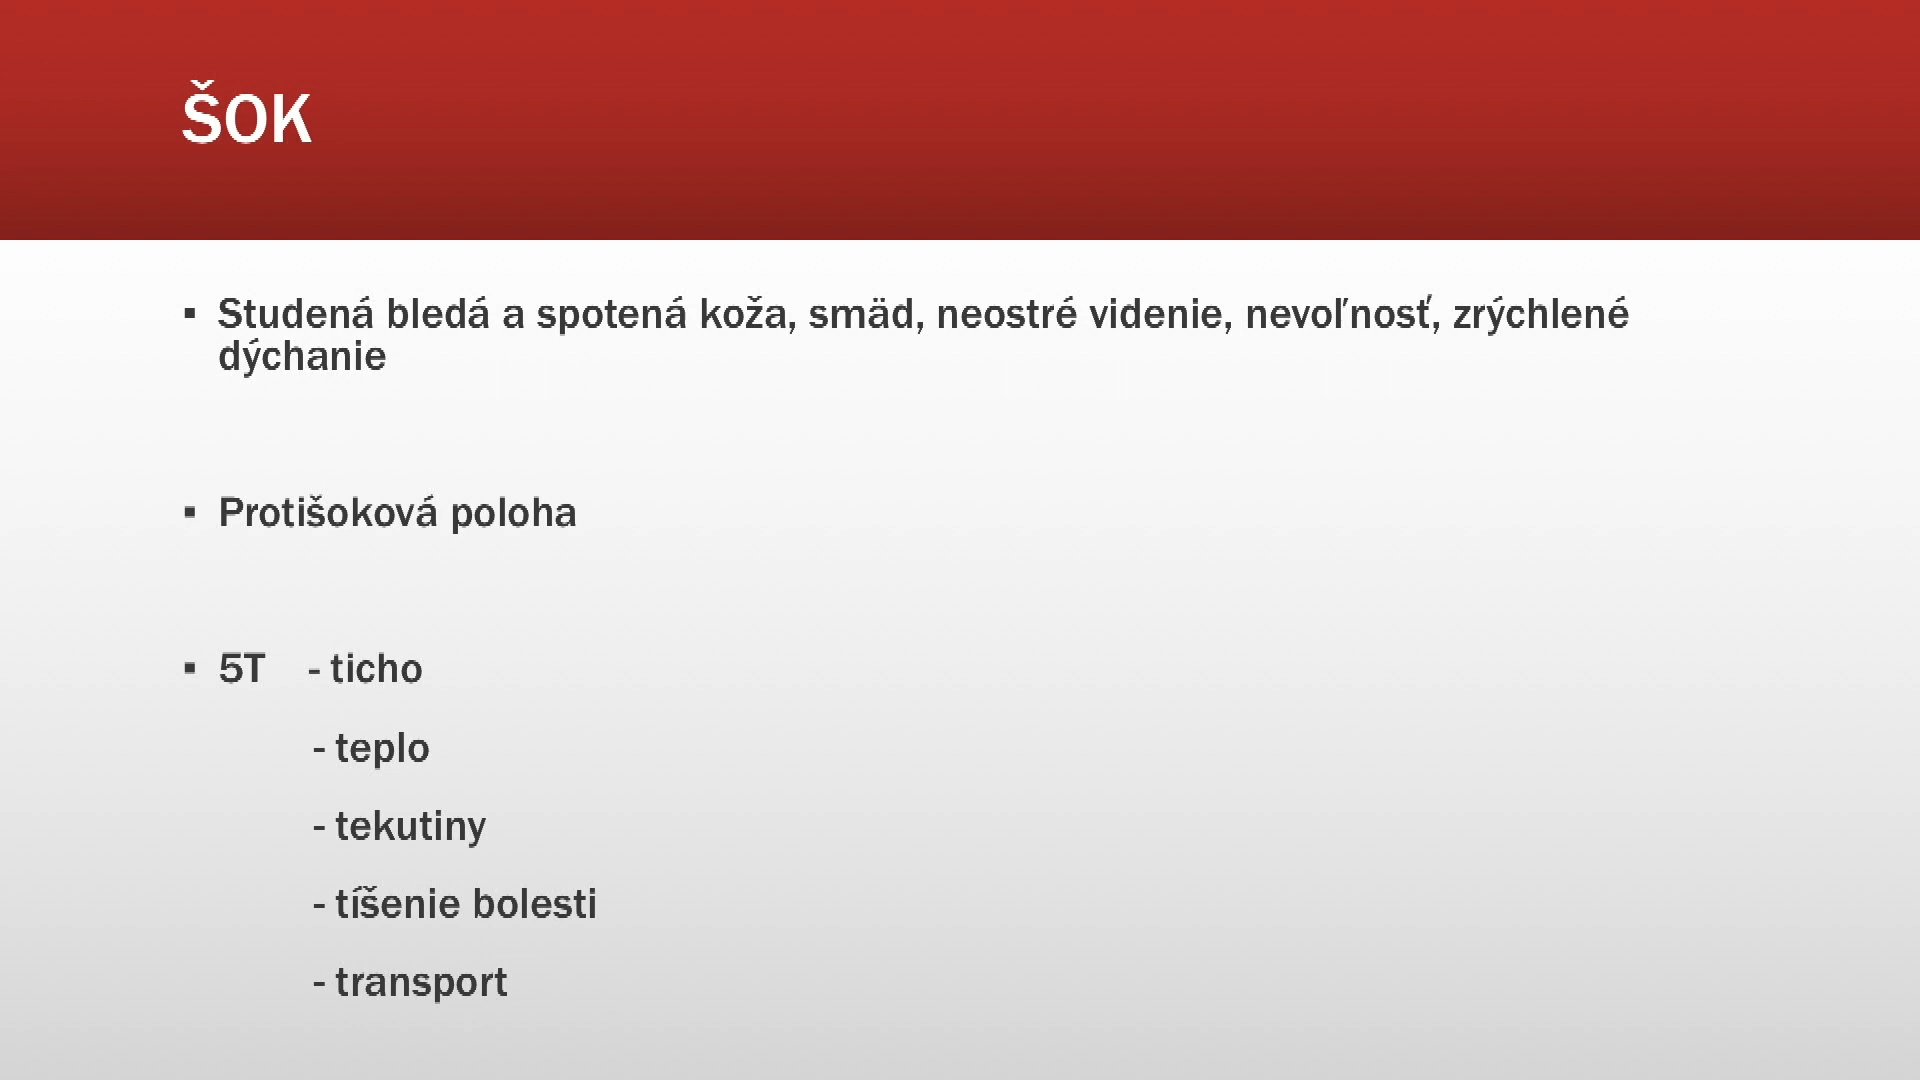 ŠOK
▪ Studená bledá a spotená koža, smäd, neostré videnie, nevoľnosť, zrýchlené
dýchanie
▪ Protišoková poloha
▪ 5T - ticho
- teplo
- tekutiny
- tíšenie bolesti
- transport